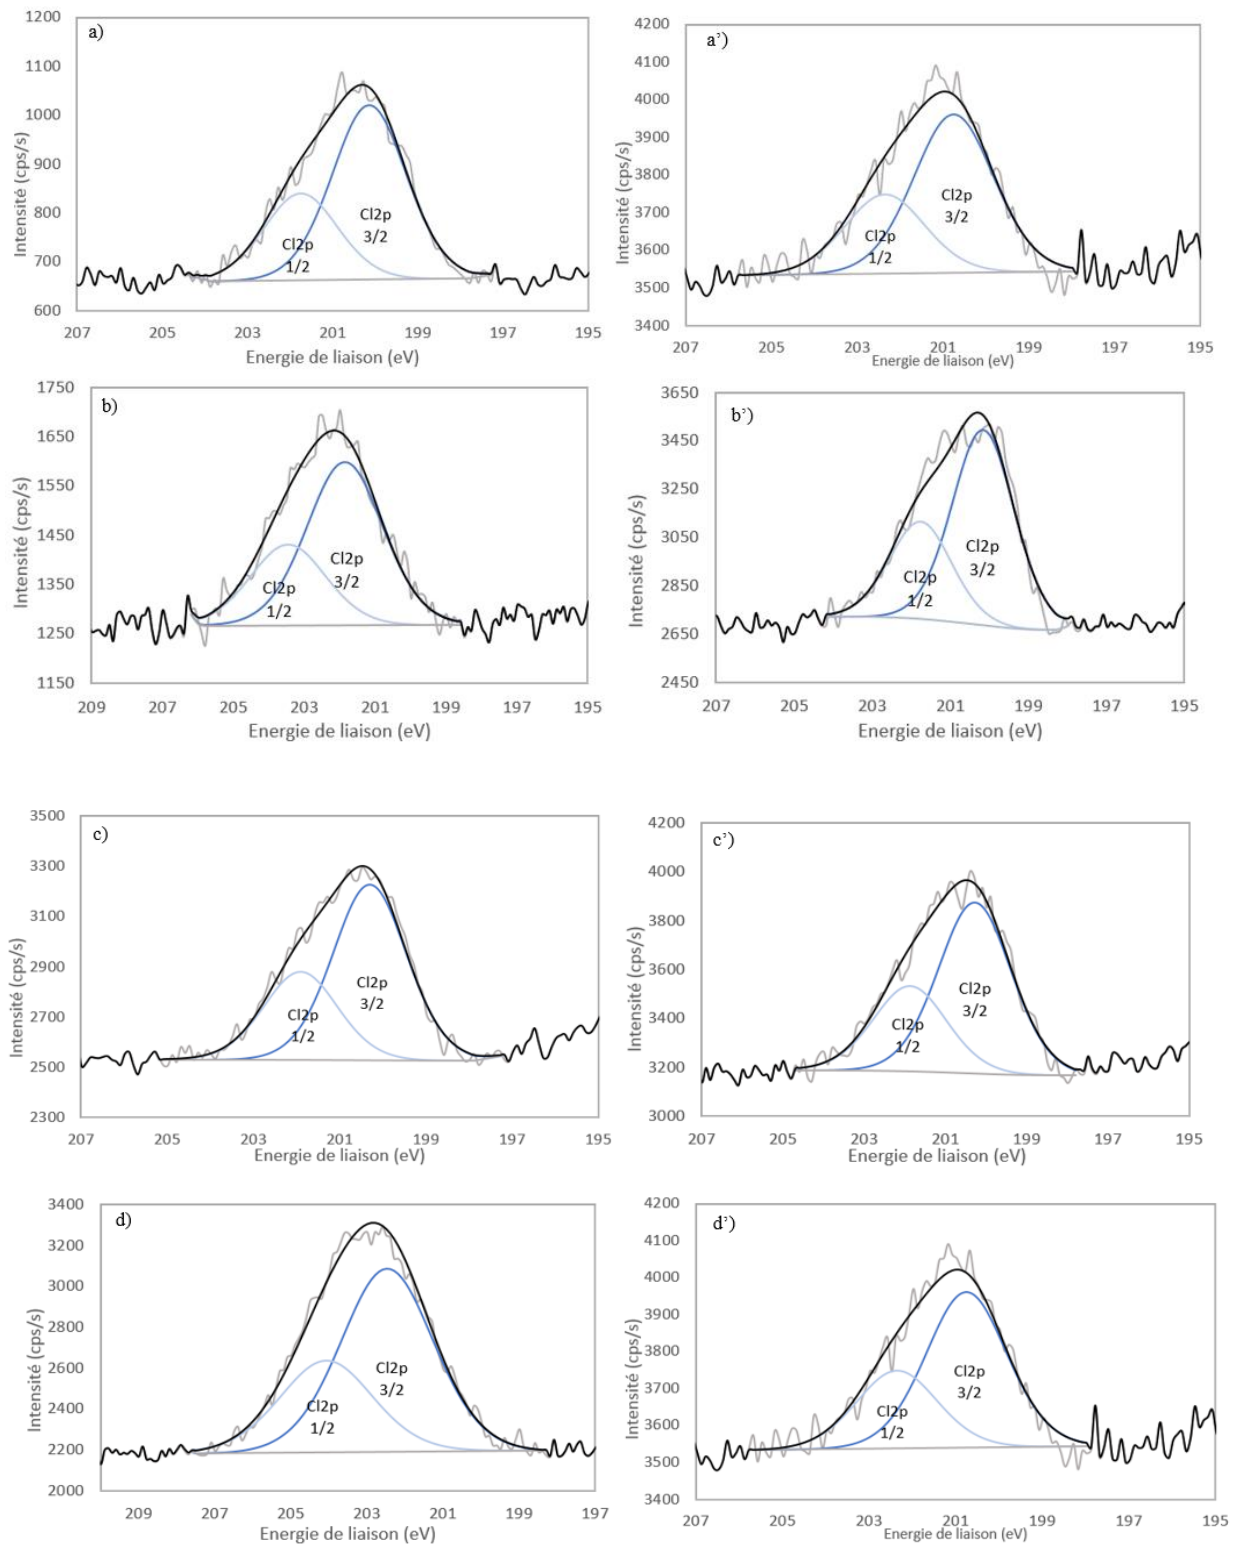 a)
Intensité (cps/s)
1200
1100
1000
900
800
700
600
Cl2p
3/2
Cl2p
1/2
207 205 203 201 199 197 195
Energie de liaison (eV)
a’)
Intensité (cps/s)
4200
4100
4000
3900
3800
3700
3600
3500
3400
Cl2p
3/2
Cl2p
1/2
207 205 203 201 199 197 195
Energie de liaison (eV)
b)
Intensité (cps/s)
1750
1650
1550
1450
1350
1250
1150
Cl2p
3/2
Cl2p
1/2
209 207 205 203 201 199 197 195
Energie de liaison (eV)
b’)
Intensité (cps/s)
3650
3450
3250
3050
2850
2650
2450
Cl2p
3/2
Cl2p
1/2
207 205 203 201 199 197 195
Energie de liaison (eV)
c)
Intensité (cps/s)
3500
3300
3100
2900
2700
2500
2300
Cl2p
3/2
Cl2p
1/2
207 205 203 201 199 197 195
Energie de liaison (eV)
c’)
Intensité (cps/s)
4200
4000
3800
3600
3400
3200
3000
Cl2p
3/2
Cl2p
1/2
207 205 203 201 199 197 195
Energie de liaison (eV)
d)
Intensité (cps/s)
3400
3200
3000
2800
2600
2400
2200
2000
Cl2p
3/2
Cl2p
1/2
209 207 205 203 201 199 197
Energie de liaison (eV)
d’)
Intensité (cps/s)
4200
4100
4000
3900
3800
3700
3600
3500
3400
Cl2p
3/2
Cl2p
1/2
207 205 203 201 199 197 195
Energie de liaison (eV)